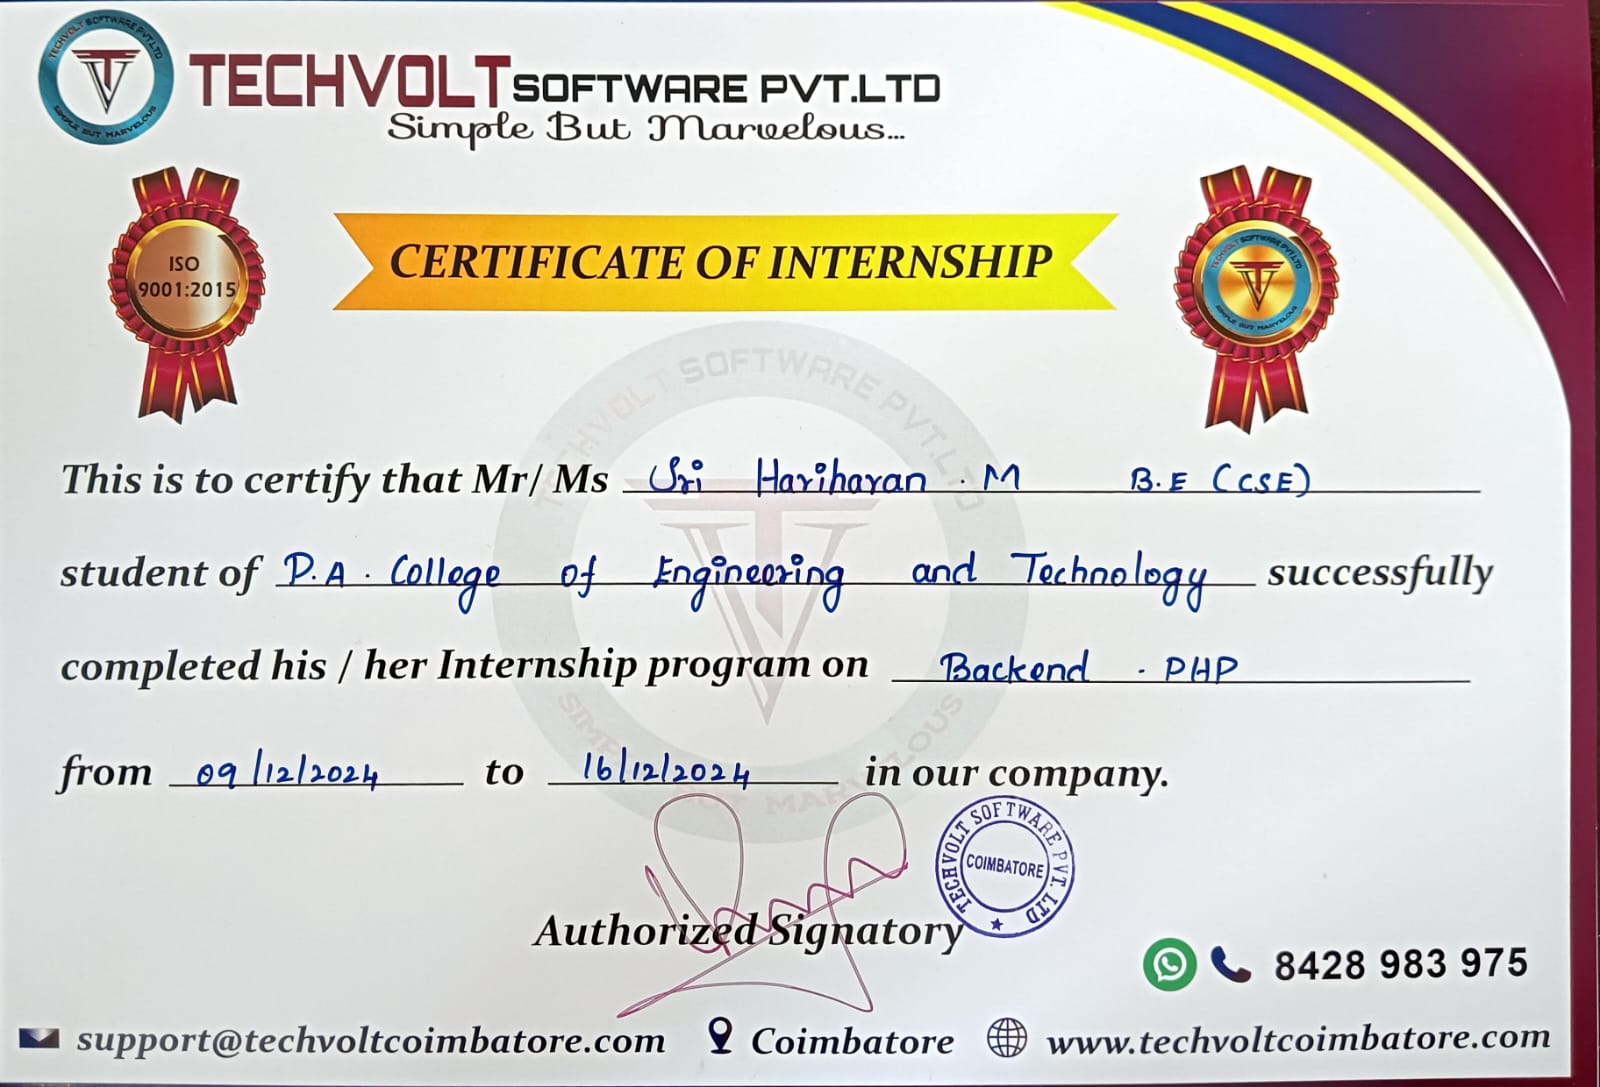 TECHVOLT SOFTWARE PVT.LTD
SIMPLE BUT MARVELOUS
TECHVOLT SOFTWARE PVT.LTD
Simple But Marvelous...
ISO
9001:2015
CERTIFICATE OF INTERNSHIP
TECHVOLT SOFTWARE PVT.LTD
SIMPLE BUT MARVELOUS
TECHVOLT SOFTWARE PVT.LTD
This is to certify that Mr/ Ms Sri Hariharan . M B.E (CSE)
student of P.A. College of Engineering and Technology successfully
completed his / her Internship program on Backend - PHP
from 09/12/2024 to 16/12/2024 in our company.
SIMPLE BUT MARVELOUS
TECHVOLT SOFTWARE PVT. LTD
COIMBATORE
Authorized Signatory
8428 983 975
support@techvoltcoimbatore.com Coimbatore www.techvoltcoimbatore.com